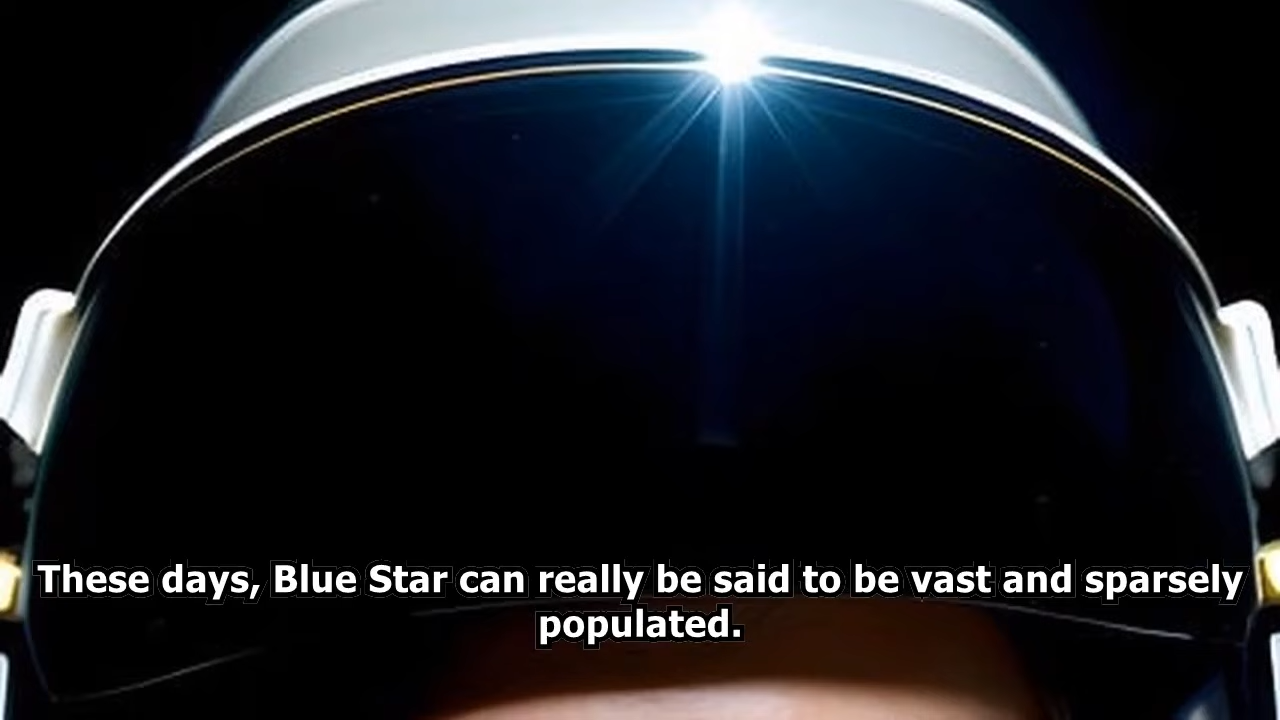 These days, Blue Star can really be said to be vast and sparsely
populated.